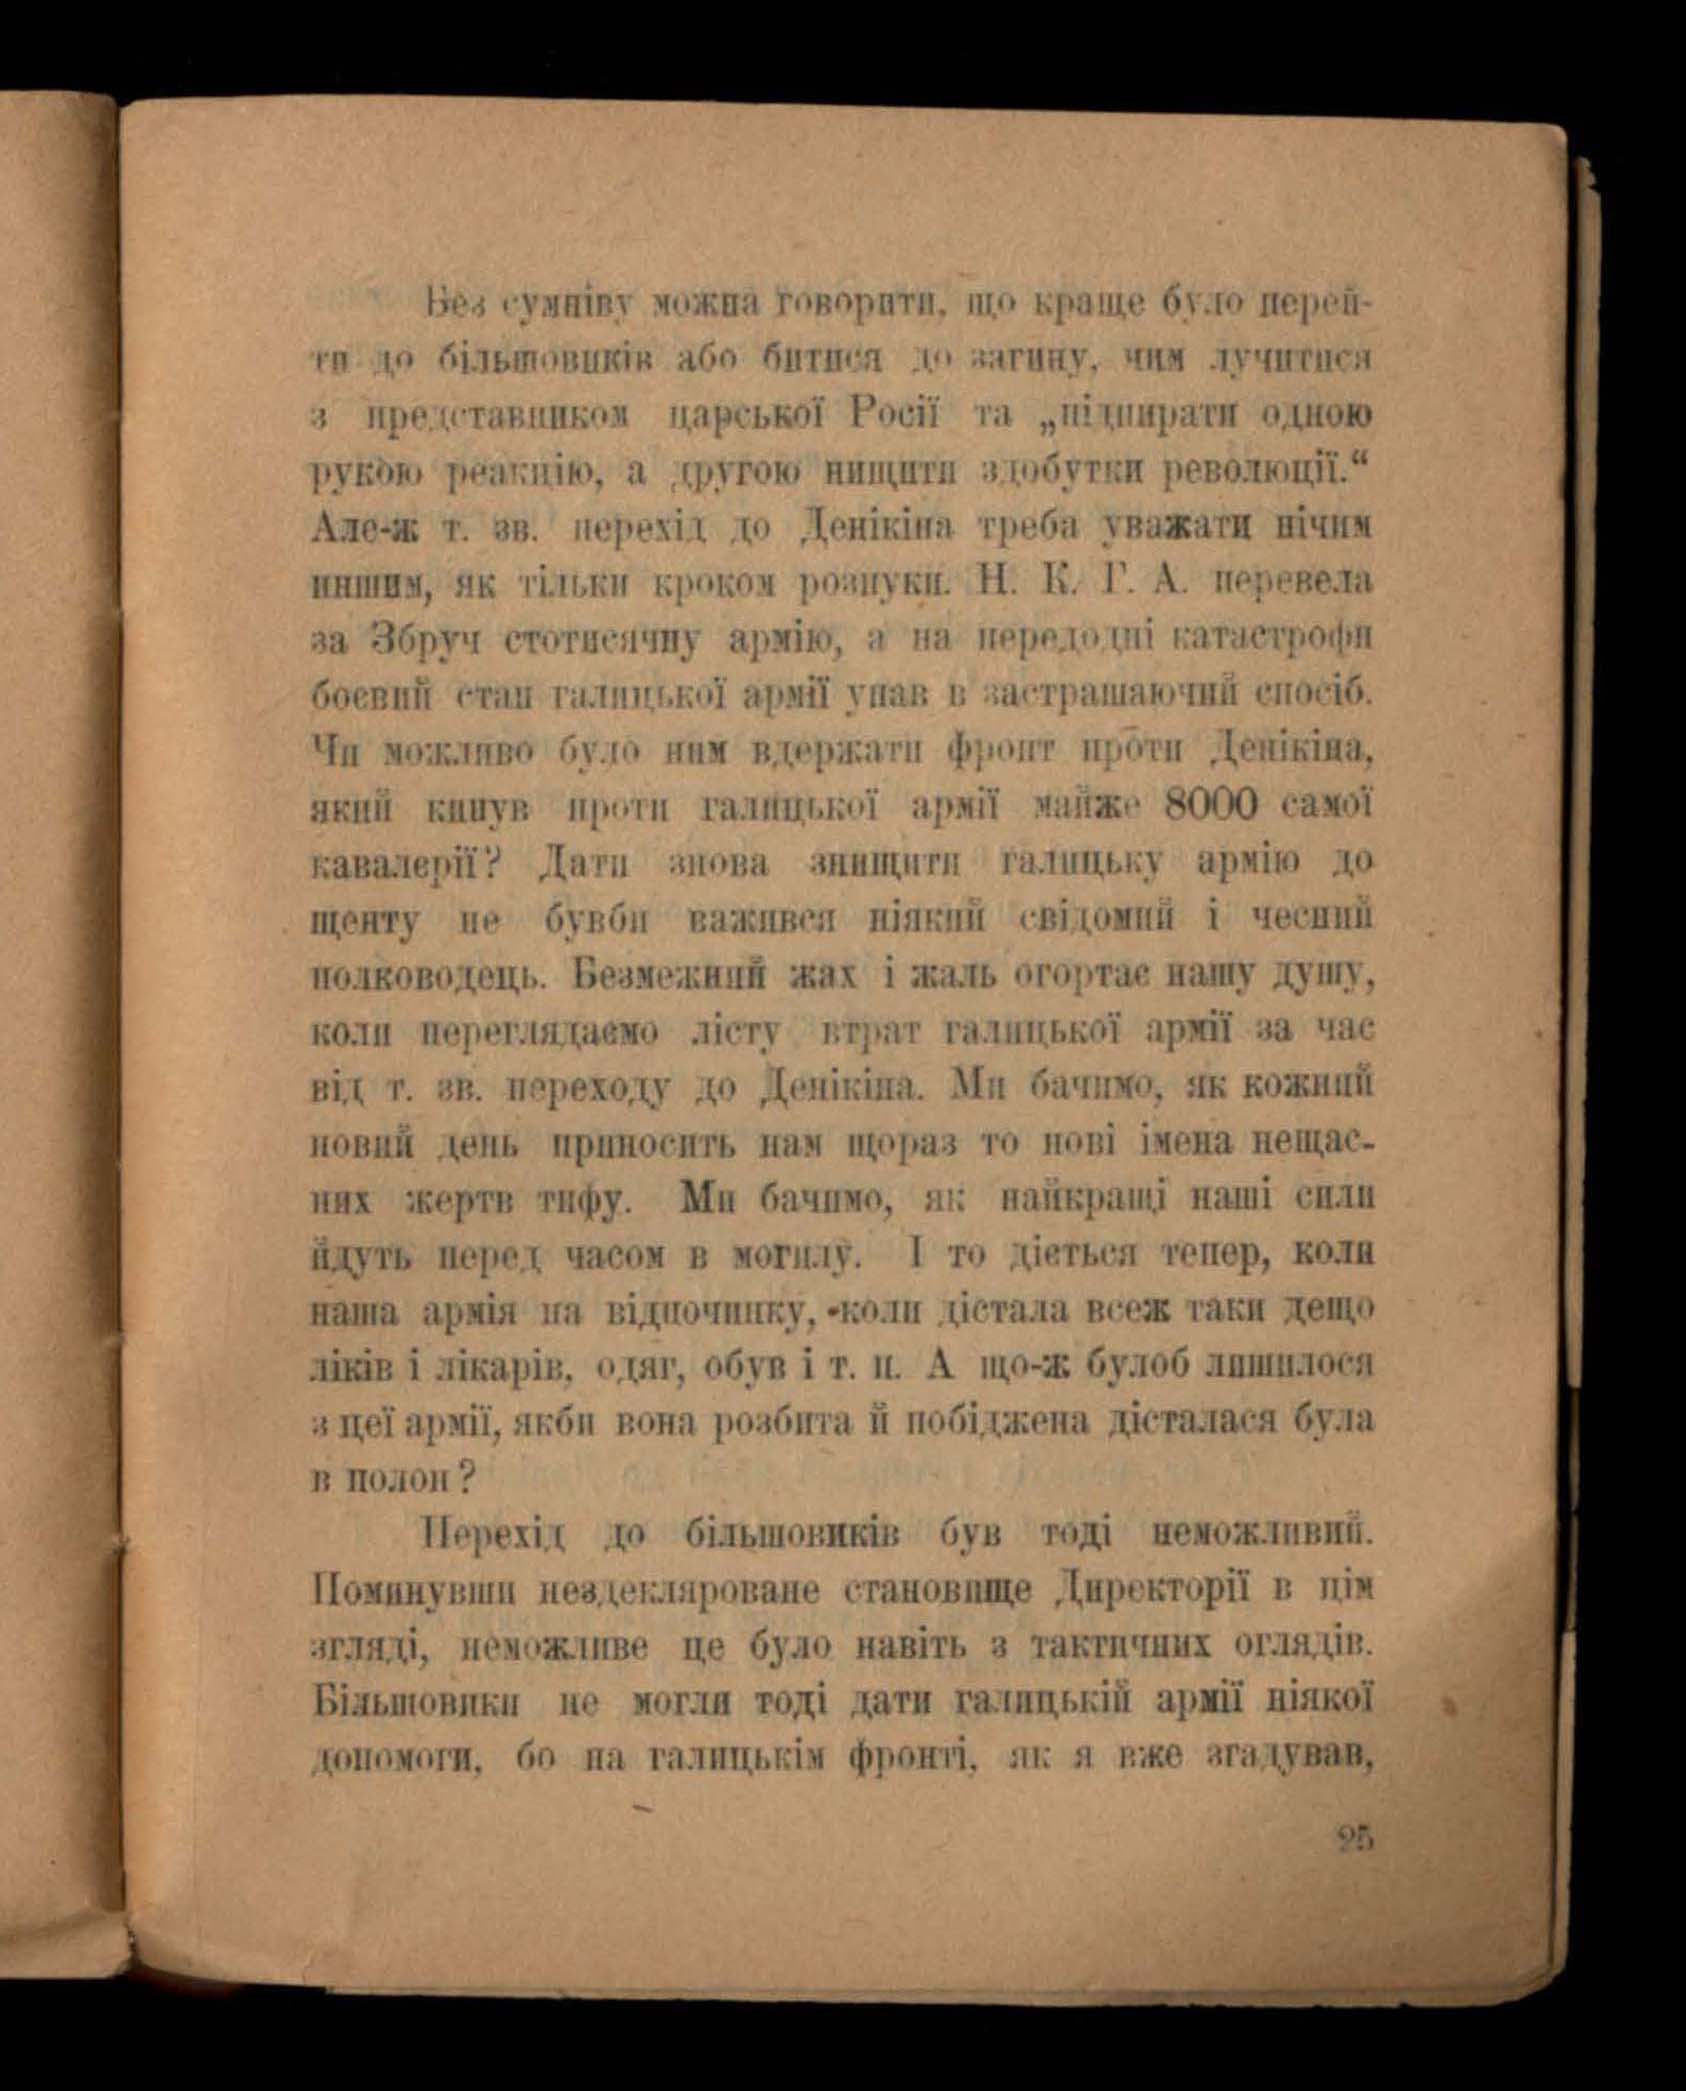 Без сумніву можна говорити, що краще було перей-
ти до більшовиків або битися до загину, чим лучитися
з представником царської Росії та „підпирати одною
рукою реакцію, а другою нищити здобутки революції.“
Але-ж т. зв. перехід до Денікіна треба уважати нічим
иншим, як тільки кроком розпуки. Н. К. Г. А. перевела
за Збруч стотисячну армію, а на передодні катастрофи
боєвий стан галицької армії упав в застрашаючий спосіб.
Чи можливо було ним вдержати фронт проти Денікіна,
який кинув проти галицької армії майже 8000 самої
кавалерії? Дати знова знищити галицьку армію до
щенту не бувби важився ніякий свідомий і чесний
полководець. Безмежний жах і жаль огортає нашу душу,
коли переглядаємо лісту втрат галицької армії за час
від т. зв. переходу до Денікіна. Ми бачимо, як кожний
новий день приносить нам щораз то нові імена нещас-
них жертв тифу. Ми бачимо, як найкращі наші сили
йдуть перед часом в могилу. І то дієтьcя тепер, коли
наша армія на відпочинку, -коли дістала всеж таки дещо
ліків і лікарів, одяг, обув і т. п. А що-ж булоб лишилося
з цеї армії, якби вона розбита й побіджена дісталася була
в полон?
Перехід до більшовиків був тоді неможливий.
Поминувши нездеклярованe становище Директорії в цім
згляді, неможливе це було навіть з тактичних оглядів.
Більшовики не могли тоді дати галицькій армії ніякої
допомоги, бо на галицькім фронті, як я вже згадував,
25